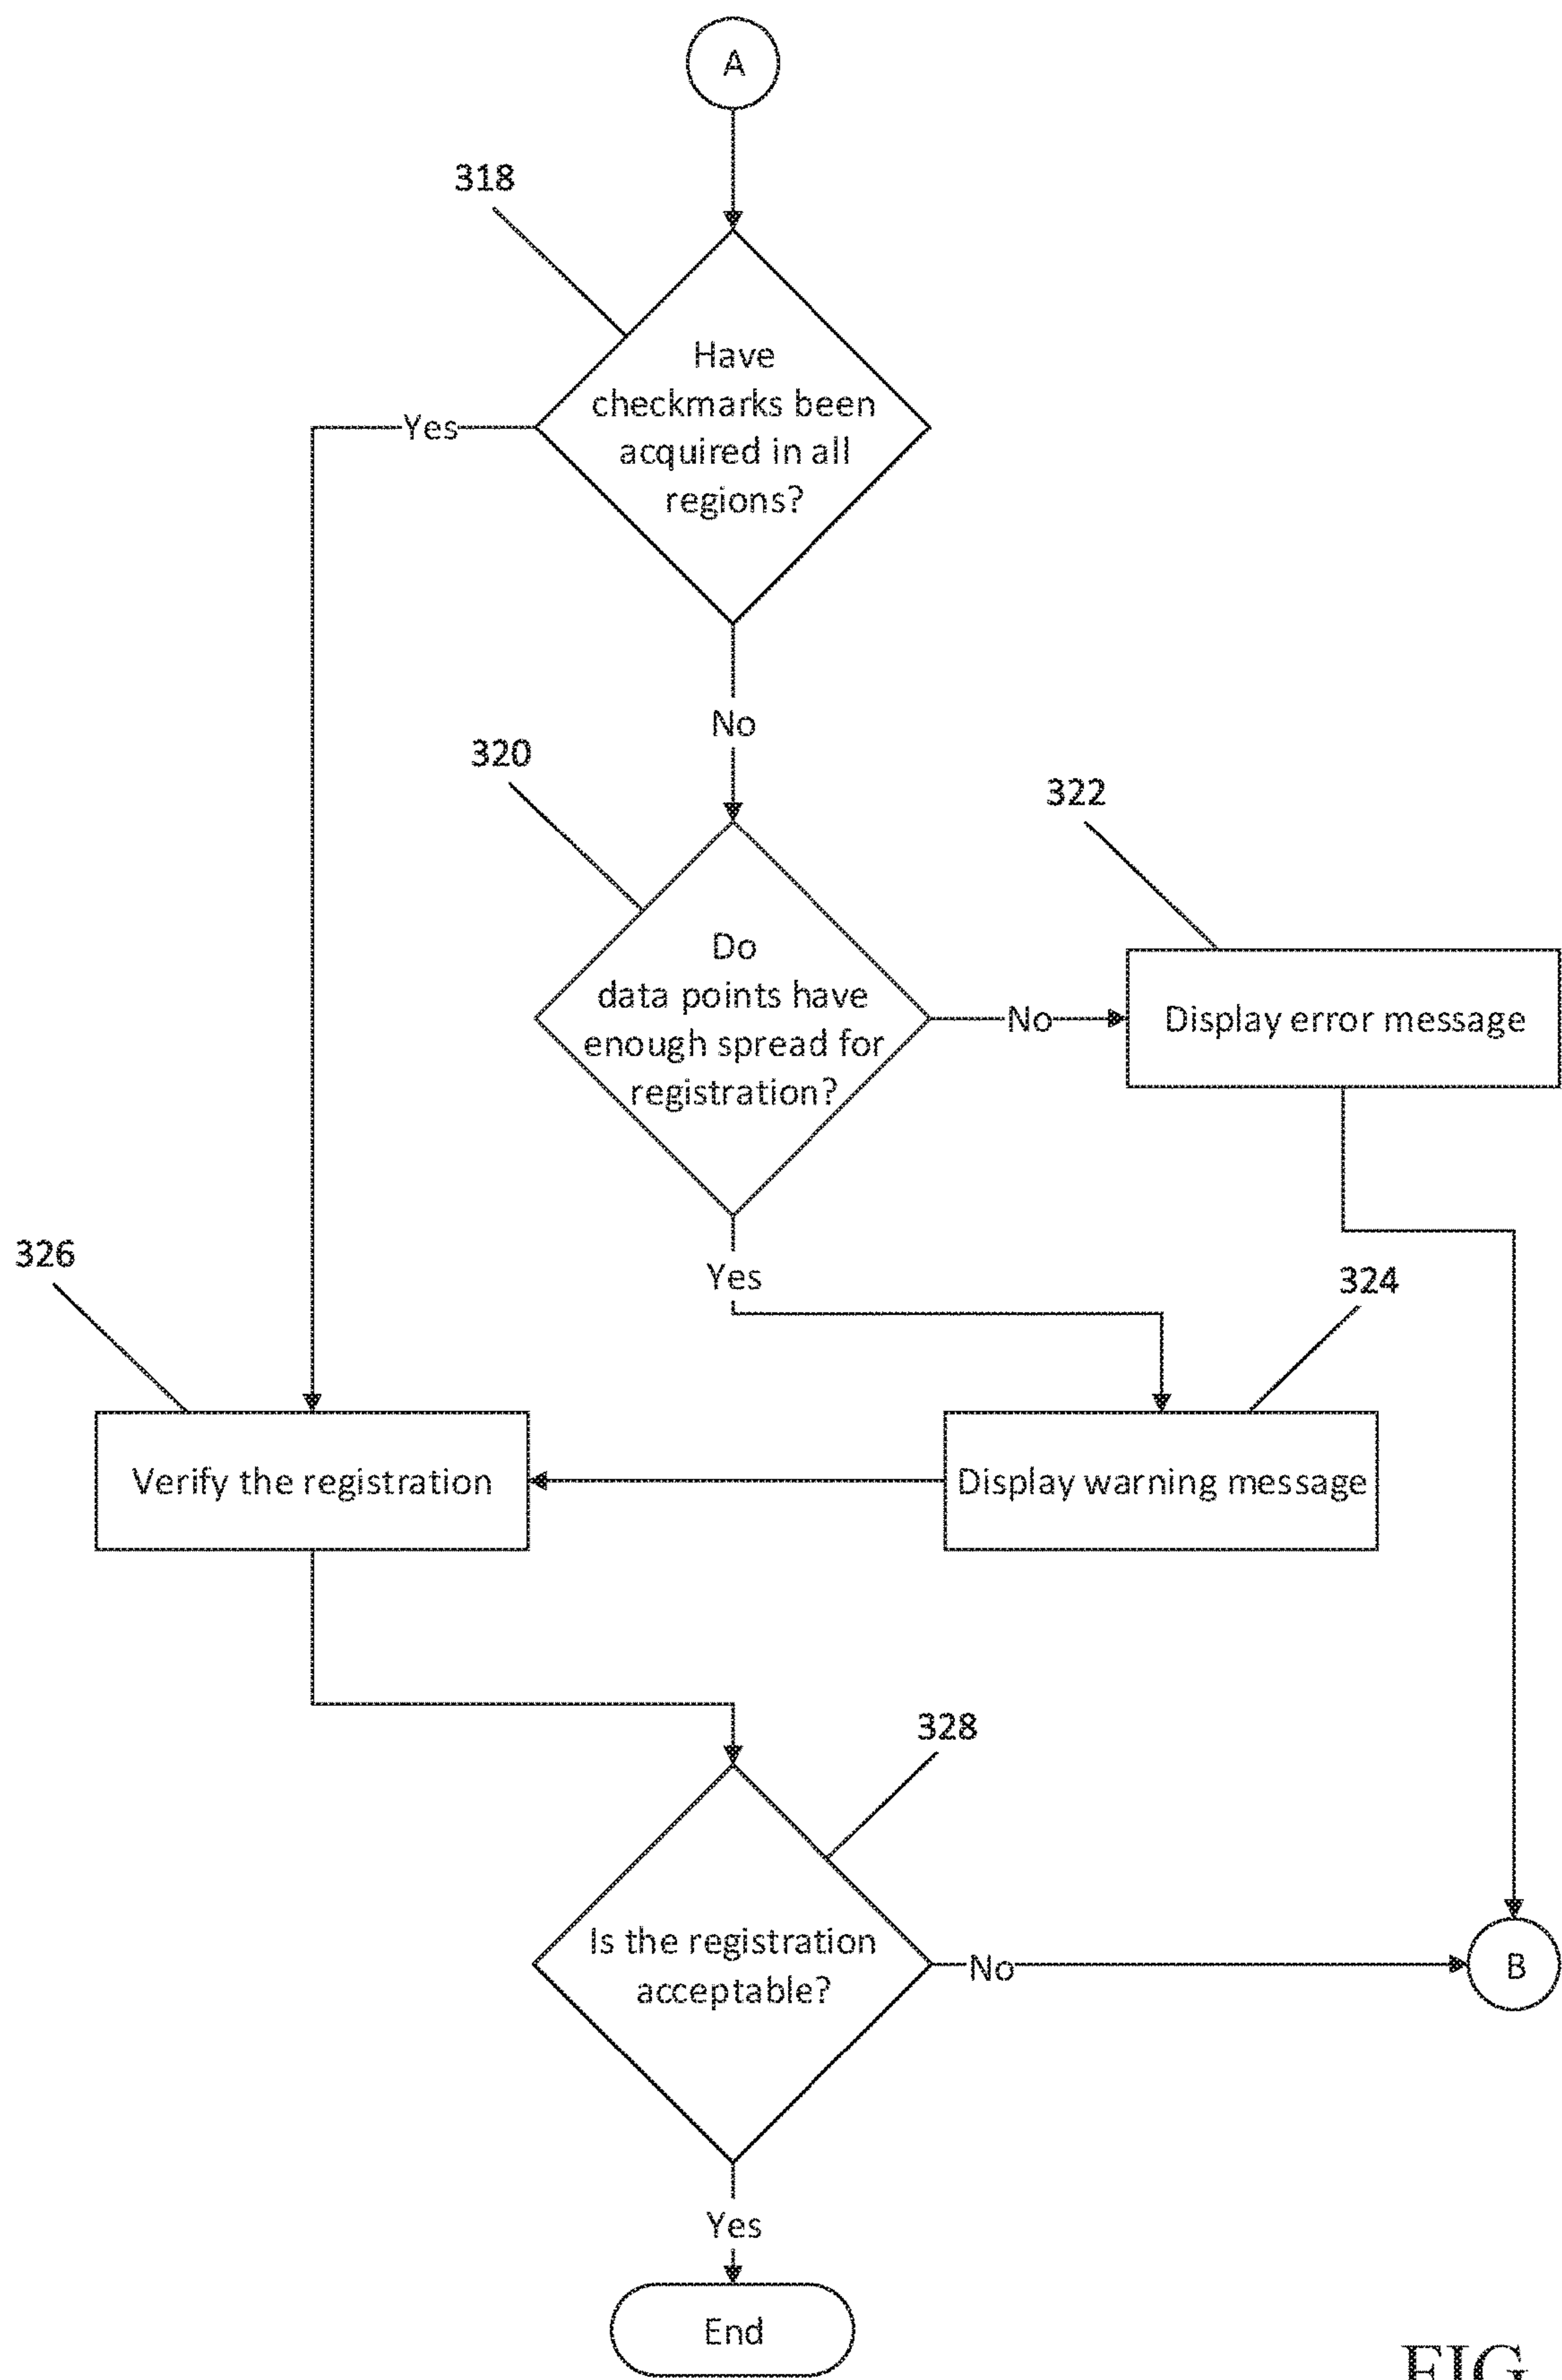 A
318
Have
checkmarks been
acquired in all
regions?
Yes
No
320
322
Do
data points have
enough spread for
registration?
No
Display error message
326
Yes
324
Verify the registration
Display warning message
328
Is the registration
acceptable?
No
B
Yes
End